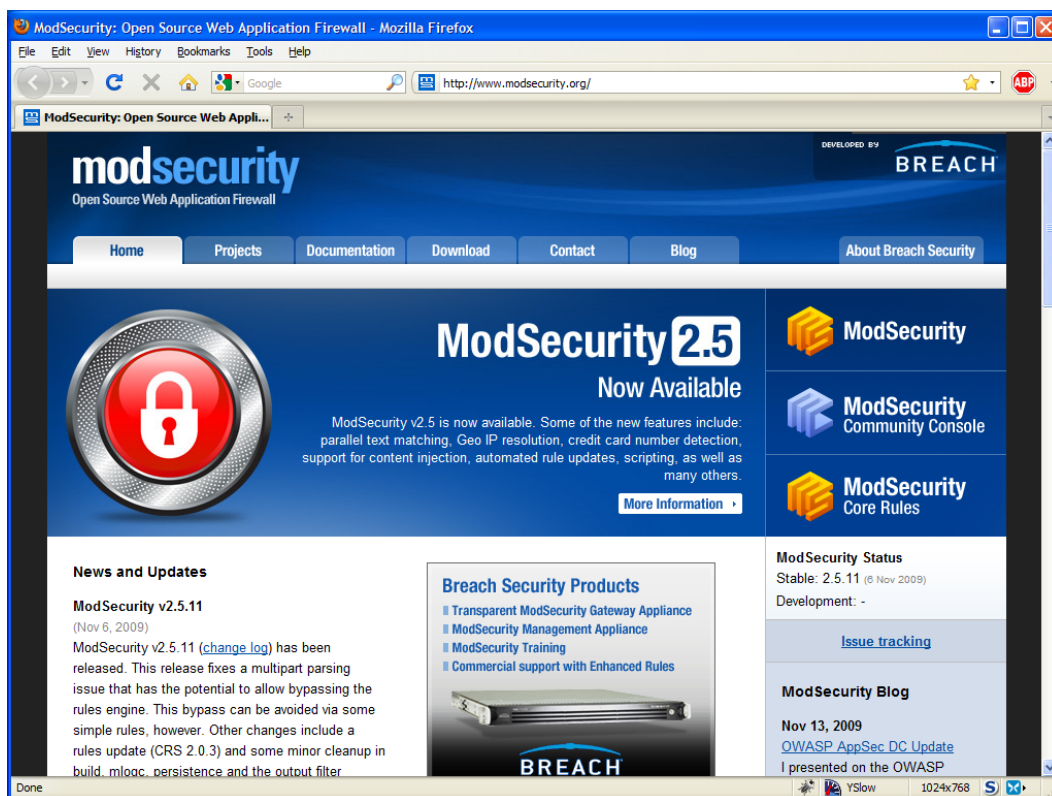 ModSecurity: Open Source Web Application Firewall - Mozilla Firefox
File Edit View History Bookmarks Tools Help
Google
http://www.modsecurity.org/
ABP
ModSecurity: Open Source Web Appli...
modsecurity
Open Source Web Application Firewall
DEVELOPED BY
BREACH
Home Projects Documentation Download Contact Blog About Breach Security
ModSecurity 2.5
Now Available
ModSecurity v2.5 is now available. Some of the new features include:
parallel text matching, Geo IP resolution, credit card number detection,
support for content injection, automated rule updates, scripting, as well as
many others.
More Information
ModSecurity
ModSecurity
Community Console
ModSecurity
Core Rules
News and Updates
ModSecurity v2.5.11
(Nov 6, 2009)
ModSecurity v2.5.11 (change log) has been
released. This release fixes a multipart parsing
issue that has the potential to allow bypassing the
rules engine. This bypass can be avoided via some
simple rules, however. Other changes include a
rules update (CRS 2.0.3) and some minor cleanup in
build, mlogc, persistence and the output filter
Breach Security Products
Transparent ModSecurity Gateway Appliance
ModSecurity Management Appliance
ModSecurity Training
Commercial support with Enhanced Rules
BREACH
ModSecurity Status
Stable: 2.5.11 (6 Nov 2009)
Development: -
Issue tracking
ModSecurity Blog
Nov 13, 2009
OWASP AppSec DC Update
I presented on the OWASP
Done
YSlow
1024x768
S